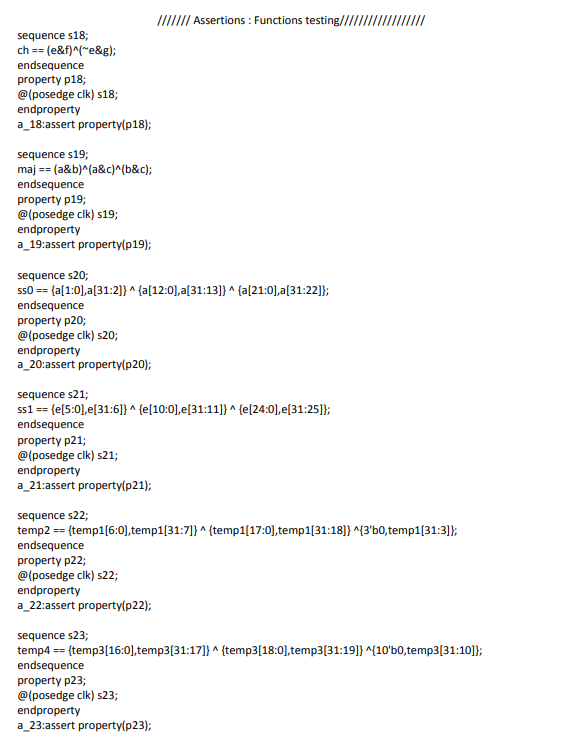 /////// Assertions : Functions testing//////////////////
sequence s18;
ch == (e&f)^(~e&g);
endsequence
property p18;
@(posedge clk) s18;
endproperty
a_18:assert property(p18);
sequence s19;
maj == (a&b)^(a&c)^(b&c);
endsequence
property p19;
@(posedge clk) s19;
endproperty
a_19:assert property(p19);
sequence s20;
ss0 == {a[1:0],a[31:2]} ^ {a[12:0],a[31:13]} ^ {a[21:0],a[31:22]};
endsequence
property p20;
@(posedge clk) s20;
endproperty
a_20:assert property(p20);
sequence s21;
ss1 == {e[5:0],e[31:6]} ^ {e[10:0],e[31:11]} ^ {e[24:0],e[31:25]};
endsequence
property p21;
@(posedge clk) s21;
endproperty
a_21:assert property(p21);
sequence s22;
temp2 == {temp1[6:0],temp1[31:7]} ^ {temp1[17:0],temp1[31:18]} ^{3'b0,temp1[31:3]};
endsequence
property p22;
@(posedge clk) s22;
endproperty
a_22:assert property(p22);
sequence s23;
temp4 == {temp3[16:0],temp3[31:17]} ^ {temp3[18:0],temp3[31:19]} ^{10'b0,temp3[31:10]};
endsequence
property p23;
@(posedge clk) s23;
endproperty
a_23:assert property(p23);